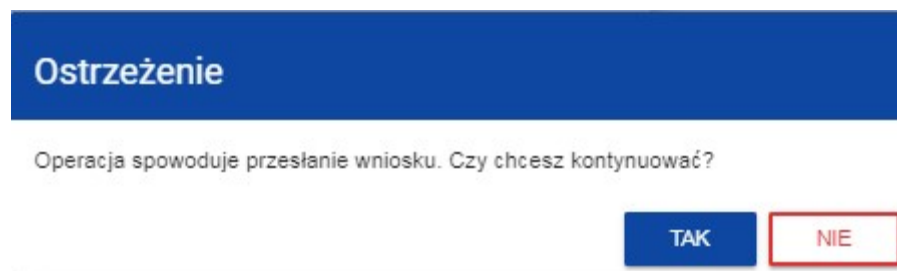 Ostrzeżenie
Operacja spowoduje przesłanie wniosku. Czy chcesz kontynuować?
TAK NIE